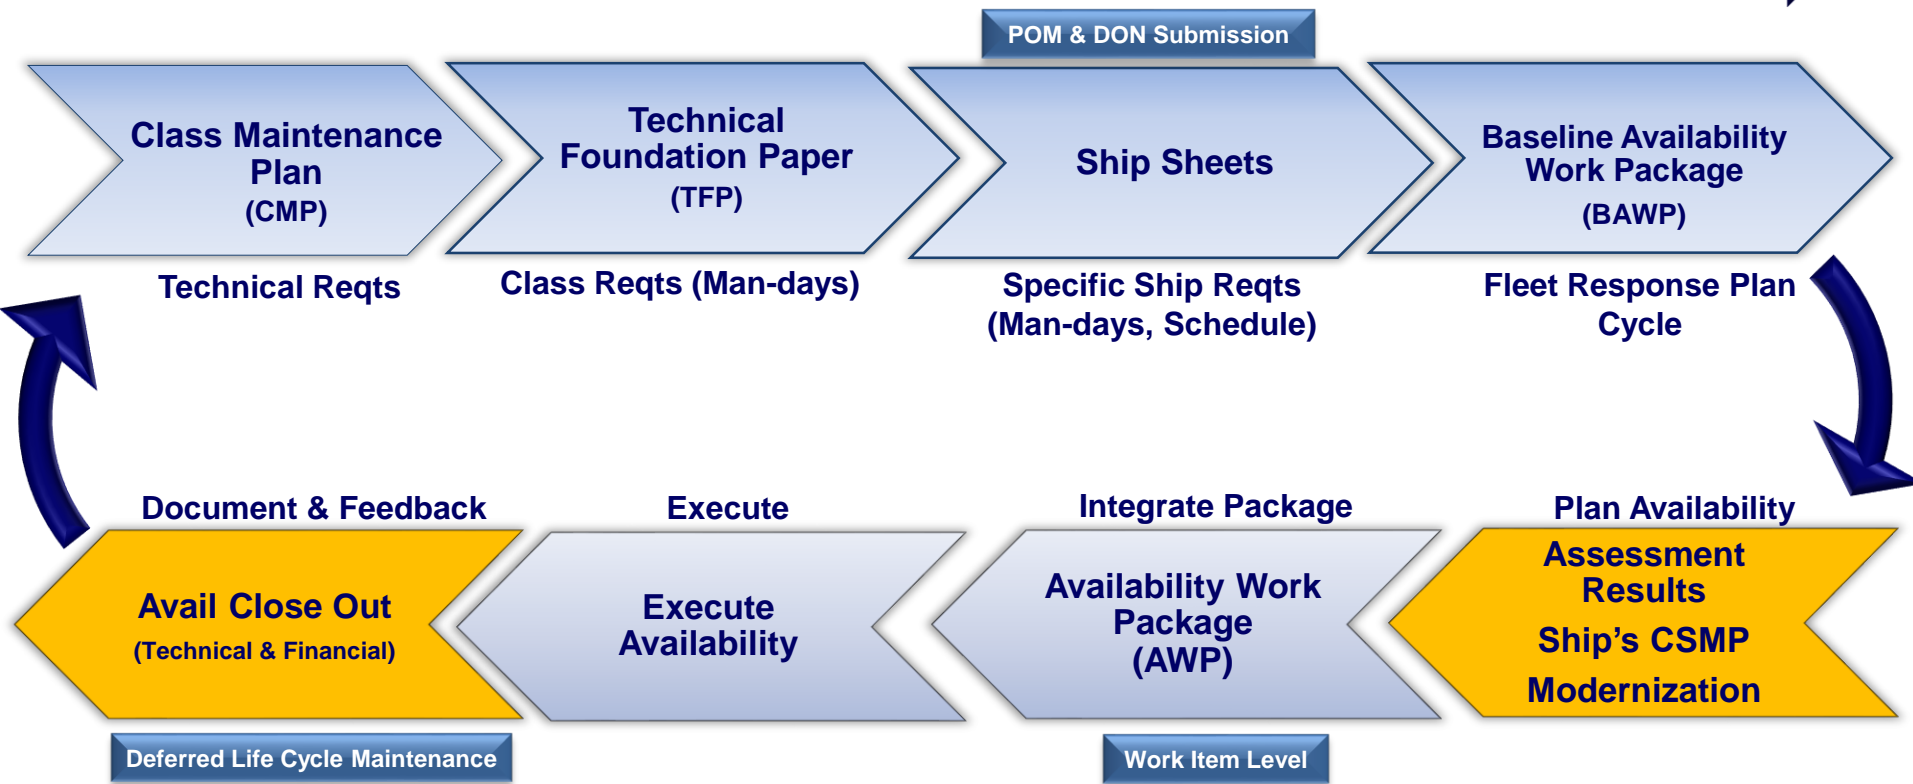 POM & DON Submission
Class Maintenance
Plan
(CMP)
Technical
Foundation Paper
(TFP)
Ship Sheets
Baseline Availability
Work Package
(BAWP)
Technical Reqts
Class Reqts (Man-days)
Specific Ship Reqts
(Man-days, Schedule)
Fleet Response Plan
Cycle
Document & Feedback
Execute
Integrate Package
Plan Availability
Avail Close Out
(Technical & Financial)
Execute
Availability
Availability Work
Package
(AWP)
Assessment
Results
Ship’s CSMP
Modernization
Deferred Life Cycle Maintenance
Work Item Level